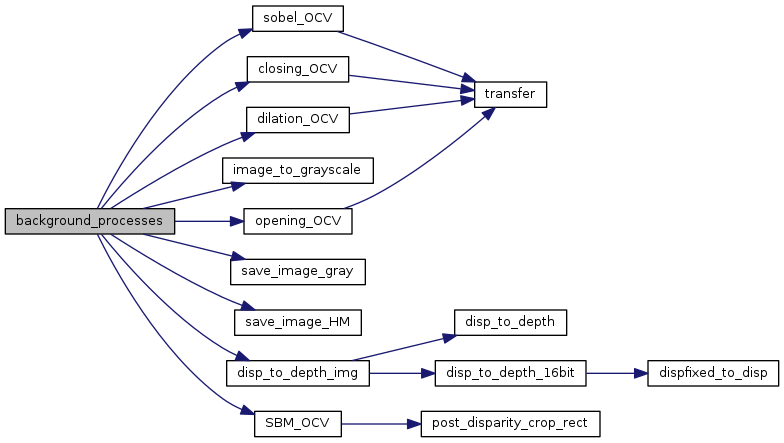 sobel_OCV
closing_OCV
transfer
dilation_OCV
image_to_grayscale
background_processes
opening_OCV
save_image_gray
save_image_HM
disp_to_depth
disp_to_depth_img
disp_to_depth_16bit
dispfixed_to_disp
SBM_OCV
post_disparity_crop_rect